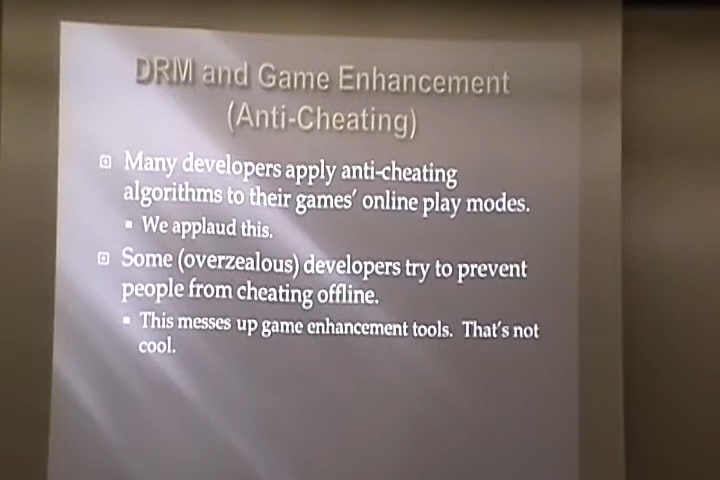 DRM and Game Enhancement
(Anti-Cheating)
Many developers apply anti-cheating
algorithms to their games' online play modes.
We applaud this.
Some (overzealous) developers try to prevent
people from cheating offline.
This messes up game enhancement tools. That's not
cool.